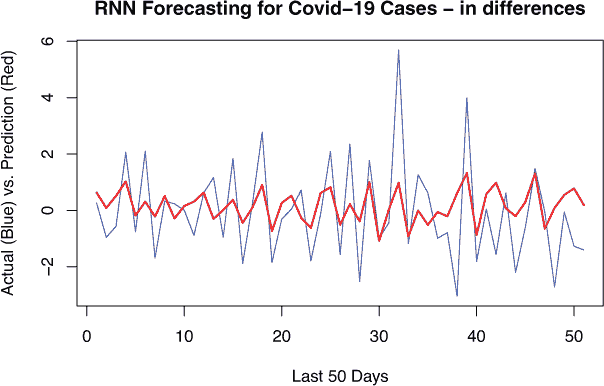 RNN Forecasting for Covid−19 Cases − in differences
Actual (Blue) vs. Prediction (Red)
6
4
2
0
-2
0 10 20 30 40 50
Last 50 Days